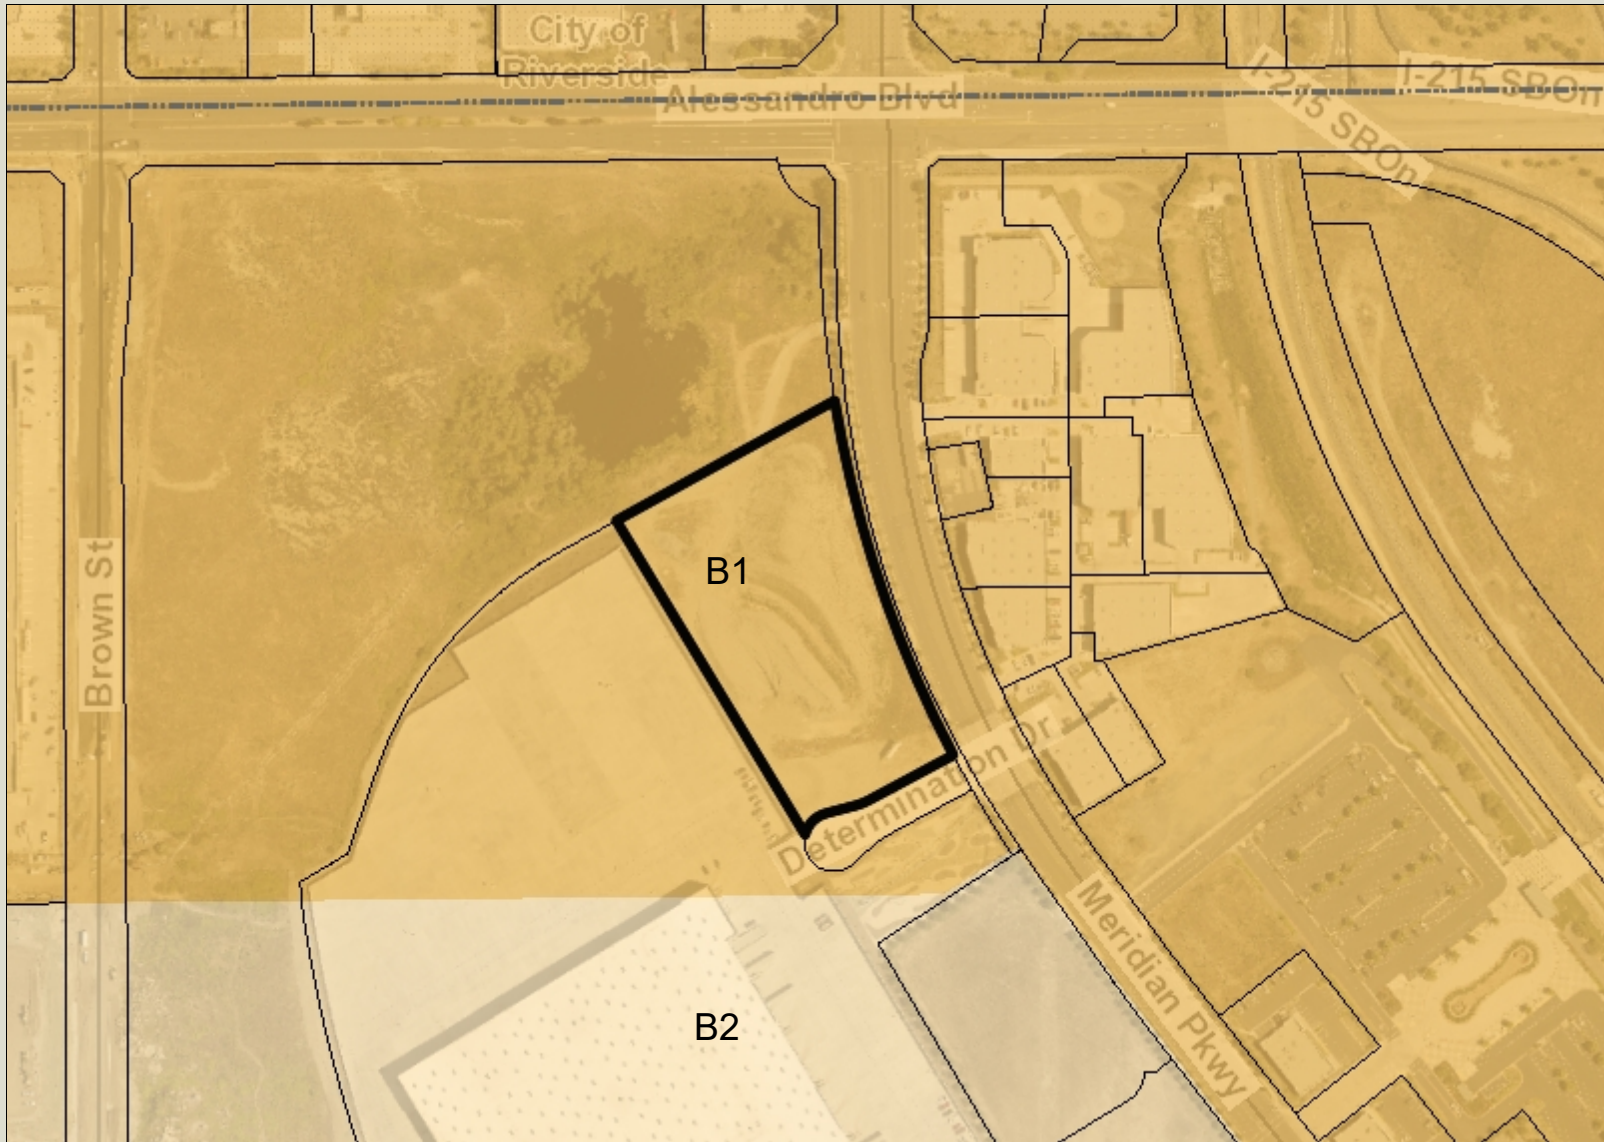 City of
Riverside
Alessandro Blvd
I-215 SBOn
I-215 SBOn
B1
Brown St
Determination Dr
Meridian Pkwy
B2